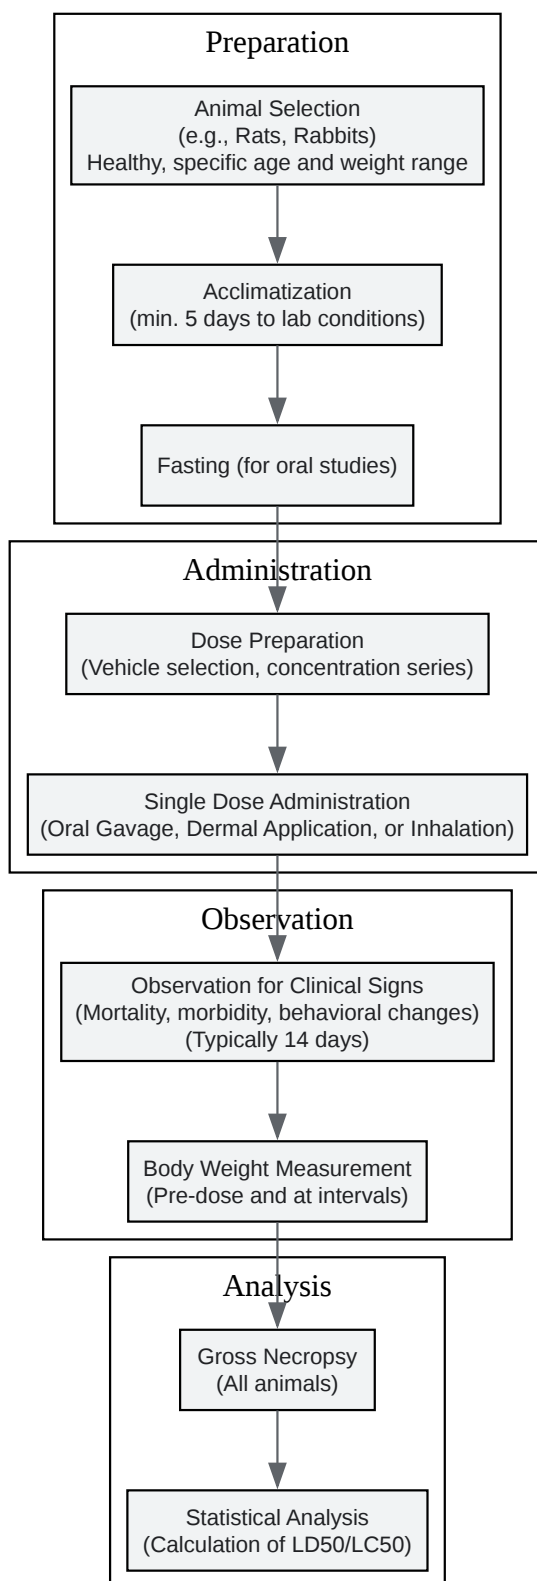 Preparation
Animal Selection
(e.g., Rats, Rabbits)
Healthy, specific age and weight range
Acclimatization
(min. 5 days to lab conditions)
Fasting (for oral studies)
Administration
Dose Preparation
(Vehicle selection, concentration series)
Single Dose Administration
(Oral Gavage, Dermal Application, or Inhalation)
Observation
Observation for Clinical Signs
(Mortality, morbidity, behavioral changes)
(Typically 14 days)
Body Weight Measurement
(Pre-dose and at intervals)
Analysis
Gross Necropsy
(All animals)
Statistical Analysis
(Calculation of LD50/LC50)